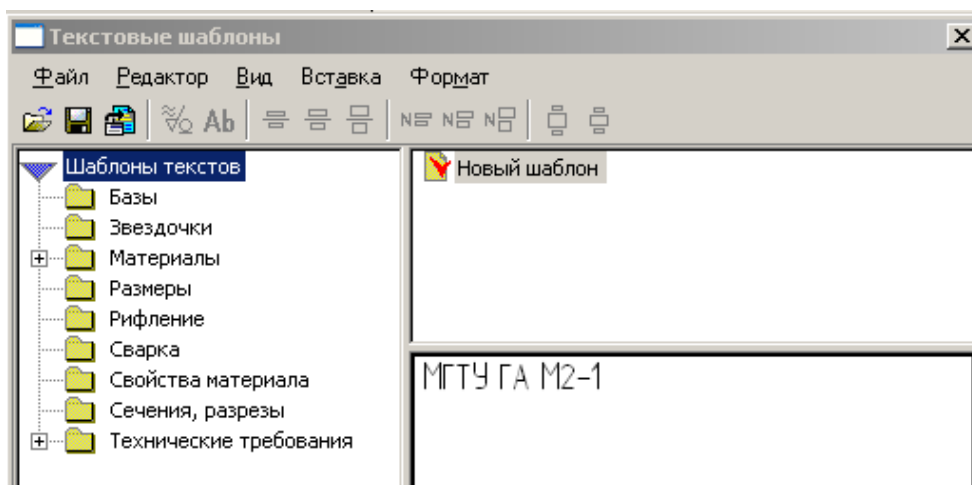 Текстовые шаблоны
Файл Редактор Вид Вставка Формат
Ab N N N
Шаблоны текстов
Базы
Звездочки
Материалы
Размеры
Рифление
Сварка
Свойства материала
Сечения, разрезы
Технические требования
Новый шаблон
МГТУ ГА М2-1